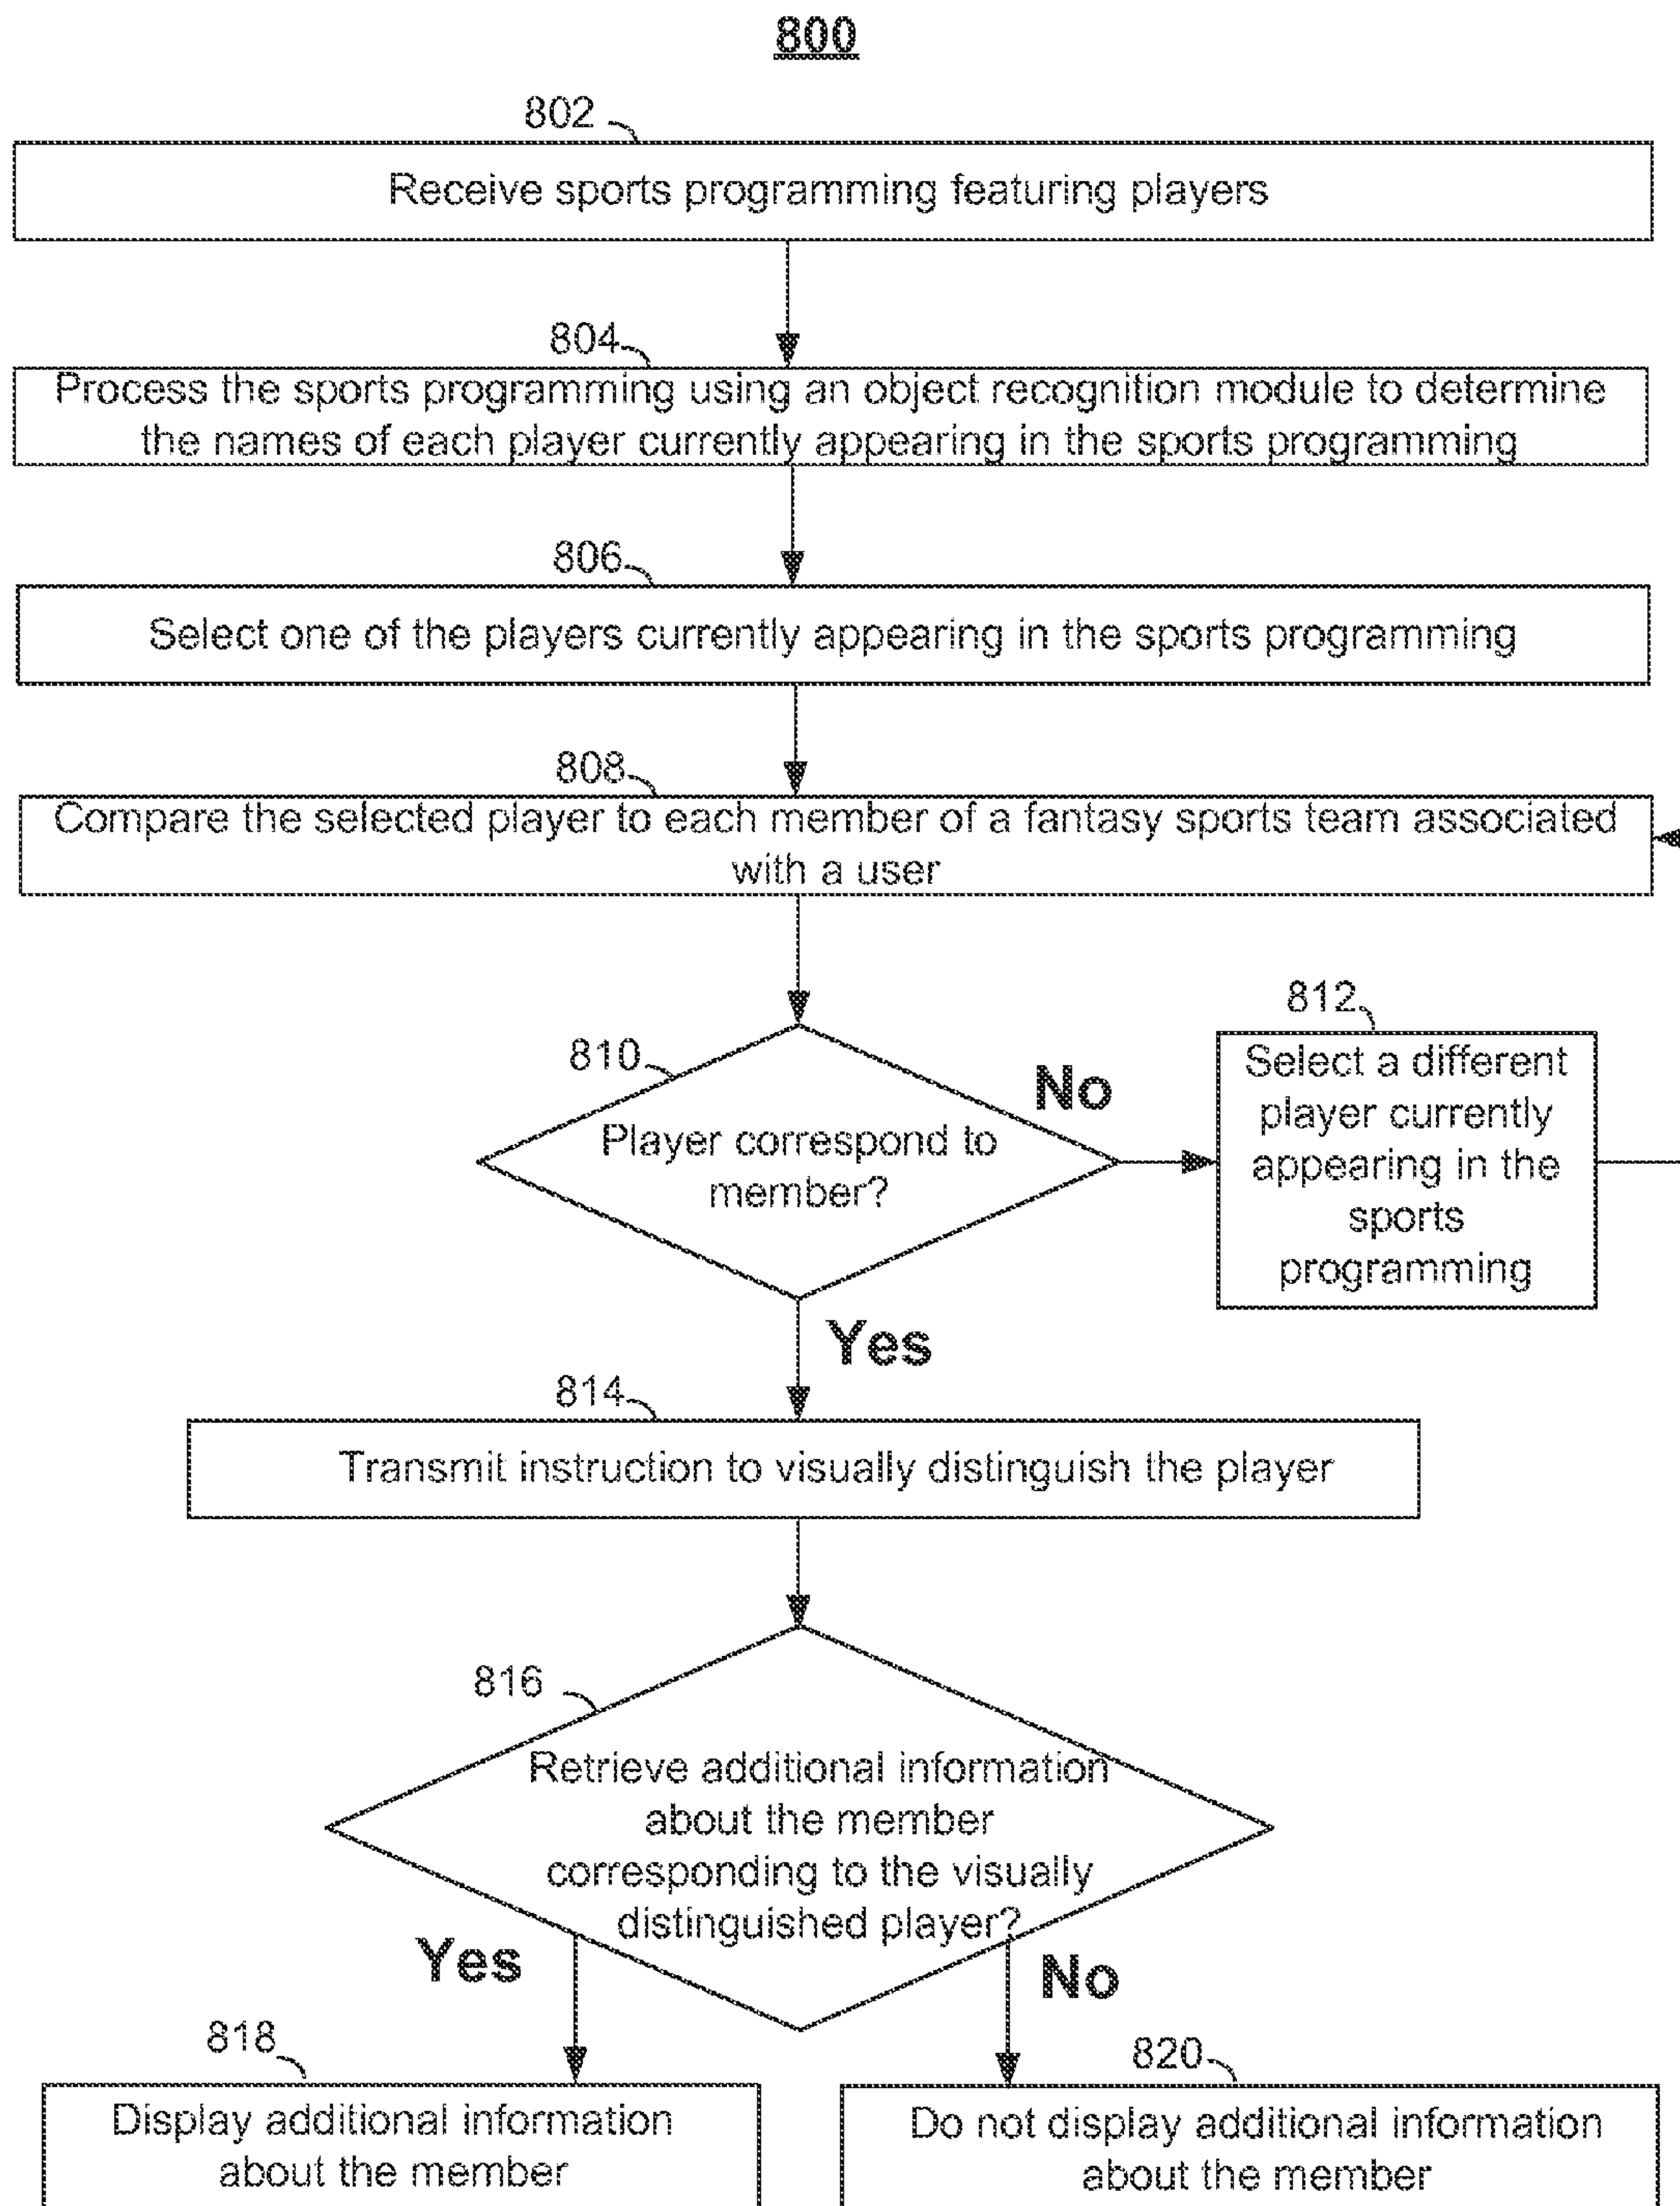 800
802
Receive sports programming featuring players
804
Process the sports programming using an object recognition module to determine
the names of each player currently appearing in the sports programming
806
Select one of the players currently appearing in the sports programming
808
Compare the selected player to each member of a fantasy sports team associated
with a user
810
Player correspond to
member?
No
812
Select a different
player currently
appearing in the
sports
programming
Yes
814
Transmit instruction to visually distinguish the player
816
Retrieve additional information
about the member
corresponding to the visually
distinguished player?
Yes
No
818
Display additional information
about the member
820
Do not display additional information
about the member